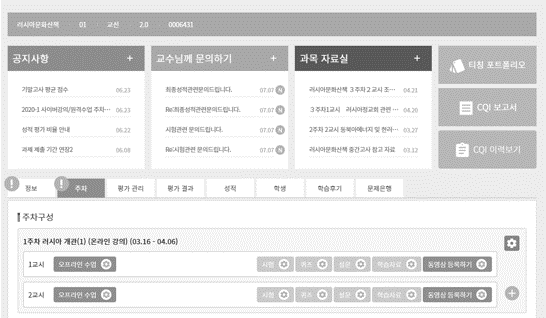 러시아문화산책 01 교선 2.0 0006431
공지사항 +
기말고사 평균 점수 06.23
2020-1 사이버강의/원격수업 주차… 06.23
성적 평가 비율 안내 06.22
과제 제출 기간 연장2 06.08
교수님께 문의하기 +
최종성적관련문의드립니다. 07.07 N
Re:최종성적관련문의드립니다. 07.07 N
시험관련 문의드립니다. 07.07 N
Re:시험관련 문의드립니다. 07.07 N
과목 자료실 +
러시아문화산책 3주차 2교시 조… 04.21
3주차1교시 러시아정교회 관련 … 04.20
2주차 2교시 동북아에너지 및 천리… 03.27
러시아문화산책 중간고사 참고 자료 03.12
티칭 포트폴리오
CQI 보고서
CQI 이력보기
! 정보
! 주차
평가 관리
평가 결과
성적
학생
학습후기
문제은행
주차구성
1주차 러시아 개관(1) (온라인 강의) (03.16 - 04.06)
1교시 오프라인 수업 시험 퀴즈 설문 학습자료 동영상 등록하기
2교시 오프라인 수업 시험 퀴즈 설문 학습자료 동영상 등록하기 +